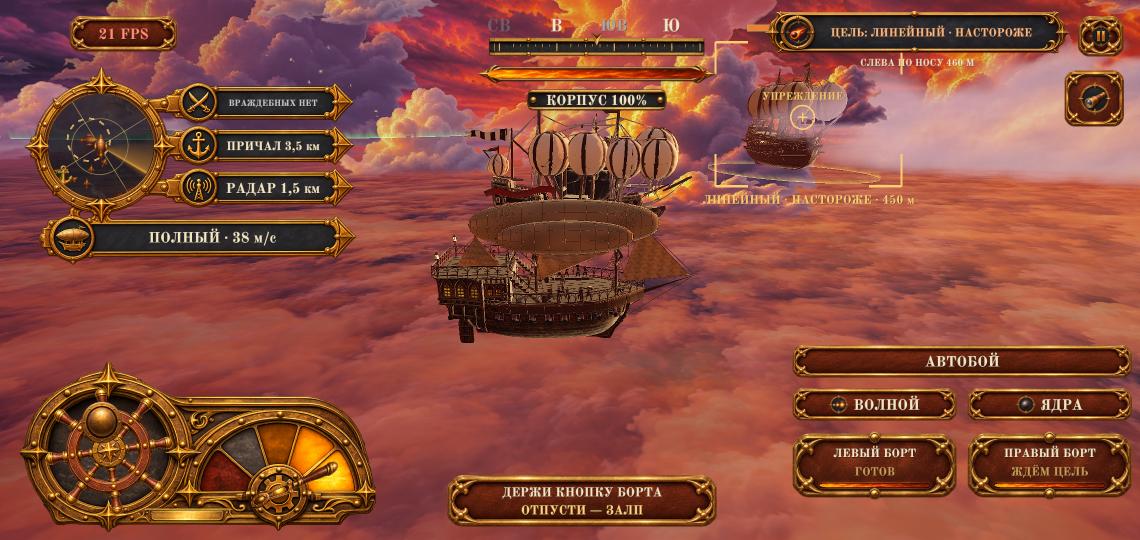 21 FPS
СВ В ЮВ Ю
ЦЕЛЬ: ЛИНЕЙНЫЙ · НАСТОРОЖЕ
СЛЕВА ПО НОСУ 460 М
КОРПУС 100%
УПРЕЖДЕНИЕ
ВРАЖДЕБНЫХ НЕТ
ПРИЧАЛ 3,5 км
РАДАР 1,5 км
ЛИНЕЙНЫЙ · НАСТОРОЖЕ · 450 м
ПОЛНЫЙ · 38 м/с
АВТОБОЙ
ВОЛНОЙ
ЯДРА
ЛЕВЫЙ БОРТ
ГОТОВ
ПРАВЫЙ БОРТ
ЖДЁМ ЦЕЛЬ
ДЕРЖИ КНОПКУ БОРТА
ОТПУСТИ — ЗАЛП